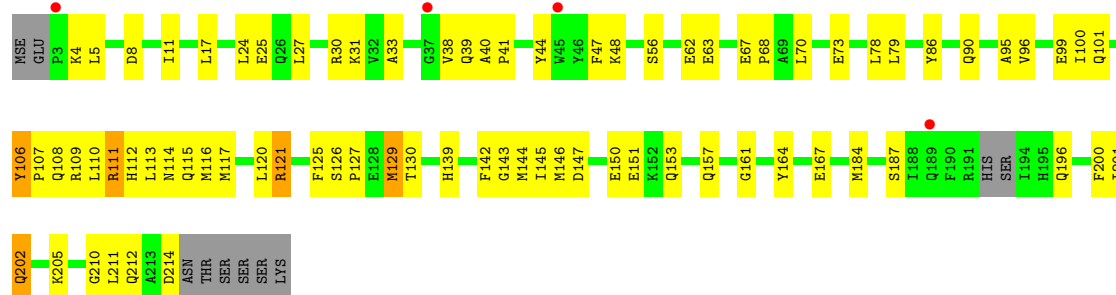 MSE GLU P3 K4 L5 D8 I11 L17 L24 E25 Q26 L27 R30 K31 V32 A33 G37 V38 Q39 A40 P41 Y44 W45 Y46 F47 K48 S56 E62 E63 E67 P68 A69 L70 E73 L78 L79 Y86 Q90 A95 V96 E99 I100 Q101
Y106 P107 Q108 R109 L110 R111 H112 L113 N114 Q115 M116 M117 L120 R121 F125 S126 P127 E128 M129 T130 H139 F142 G143 M144 I145 M146 D147 E150 E151 K152 Q153 Q157 G161 Y164 E167 M184 S187 I188 Q189 F190 R191 HIS SER I194 H195 Q196 F200
Q202 K205 G210 L211 Q212 A213 D214 ASN THR SER SER SER LYS